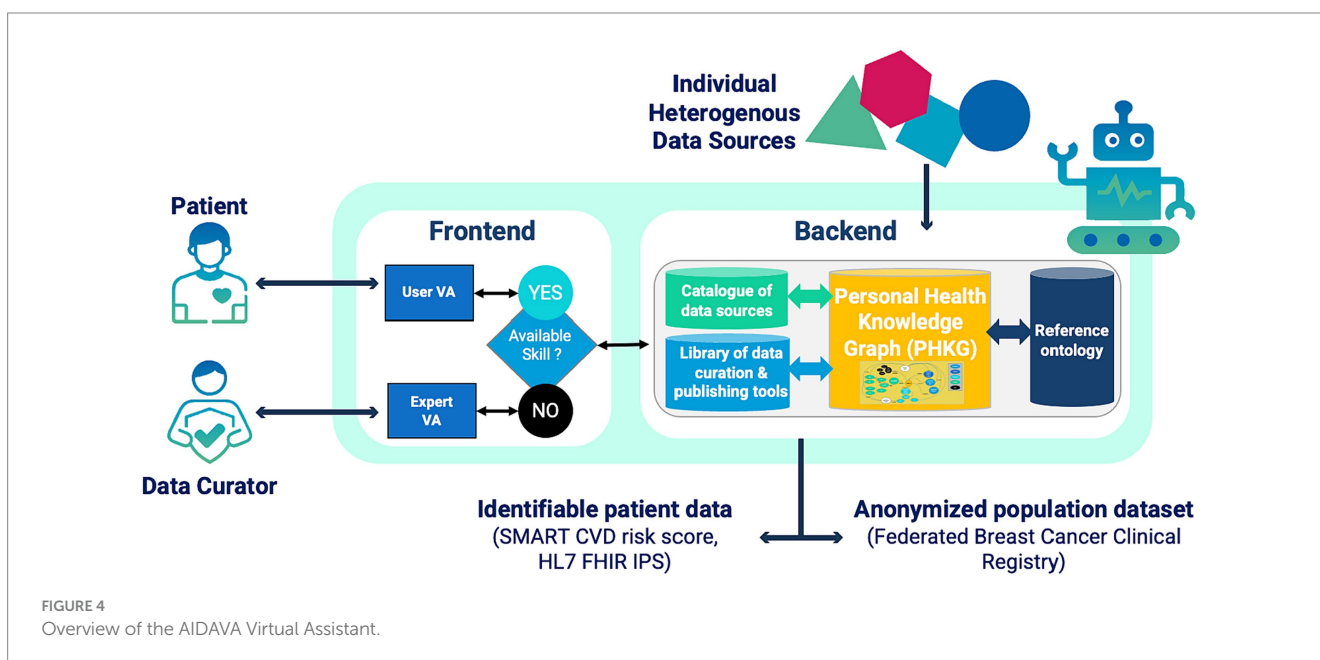 Individual
Heterogenous
Data Sources
Patient
Frontend
Backend
User VA
YES
Available
Skill ?
NO
Expert
VA
Data Curator
Catalogue of
data sources
Library of data
curation &
publishing tools
Personal Health
Knowledge
Graph (PHKG)
Reference
ontology
Identifiable patient data
(SMART CVD risk score,
HL7 FHIR IPS)
Anonymized population dataset
(Federated Breast Cancer Clinical
Registry)
FIGURE 4
Overview of the AIDAVA Virtual Assistant.